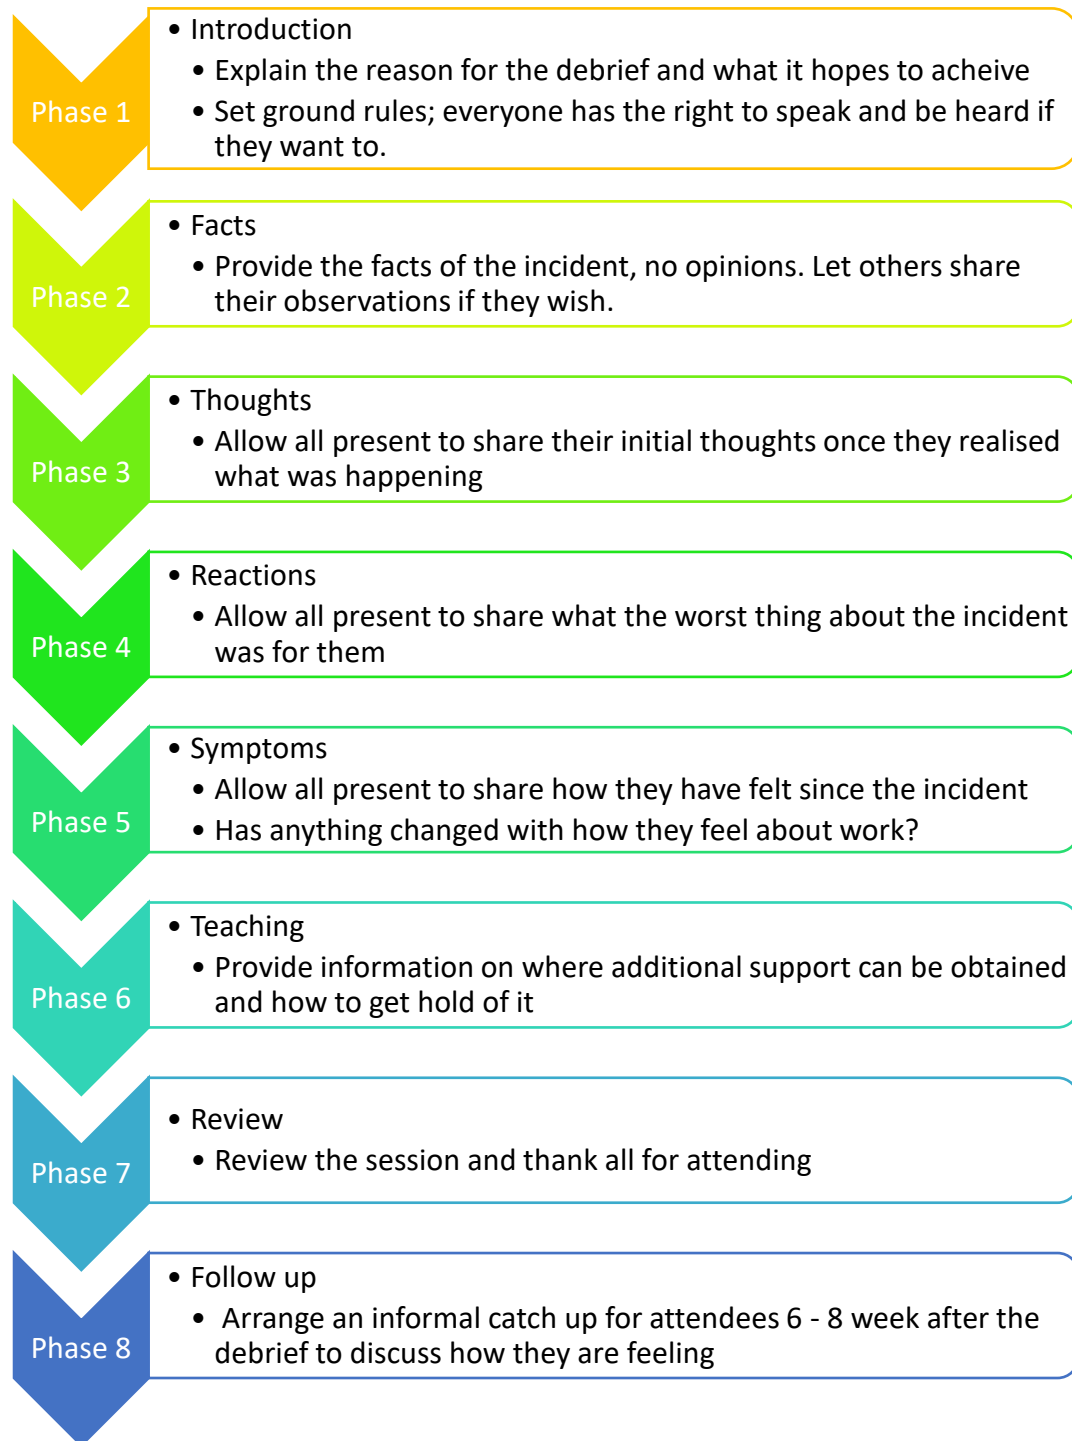 Phase 1
• Introduction
• Explain the reason for the debrief and what it hopes to acheive
• Set ground rules; everyone has the right to speak and be heard if
they want to.
Phase 2
• Facts
• Provide the facts of the incident, no opinions. Let others share
their observations if they wish.
Phase 3
• Thoughts
• Allow all present to share their initial thoughts once they realised
what was happening
Phase 4
• Reactions
• Allow all present to share what the worst thing about the incident
was for them
Phase 5
• Symptoms
• Allow all present to share how they have felt since the incident
• Has anything changed with how they feel about work?
Phase 6
• Teaching
• Provide information on where additional support can be obtained
and how to get hold of it
Phase 7
• Review
• Review the session and thank all for attending
Phase 8
• Follow up
• Arrange an informal catch up for attendees 6 - 8 week after the
debrief to discuss how they are feeling